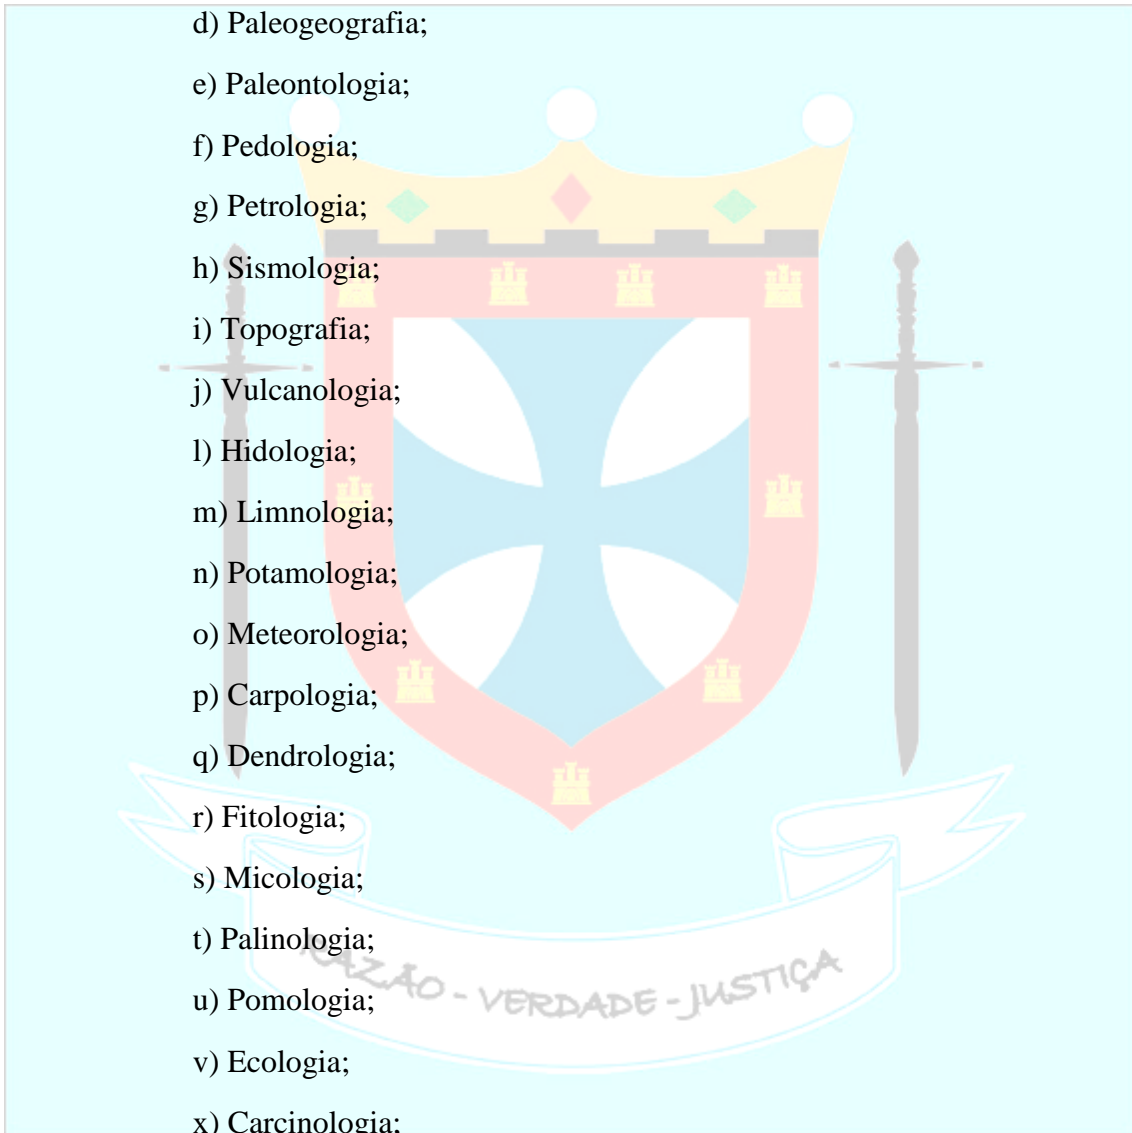 d) Paleogeografia;
e) Paleontologia;
f) Pedologia;
g) Petrologia;
h) Sismologia;
i) Topografia;
j) Vulcanologia;
l) Hidologia;
m) Limnologia;
n) Potamologia;
o) Meteorologia;
p) Carpologia;
q) Dendrologia;
r) Fitologia;
s) Micologia;
t) Palinologia;
u) Pomologia;
v) Ecologia;
x) Carcinologia;
RAZÃO - VERDADE - JUSTIÇA